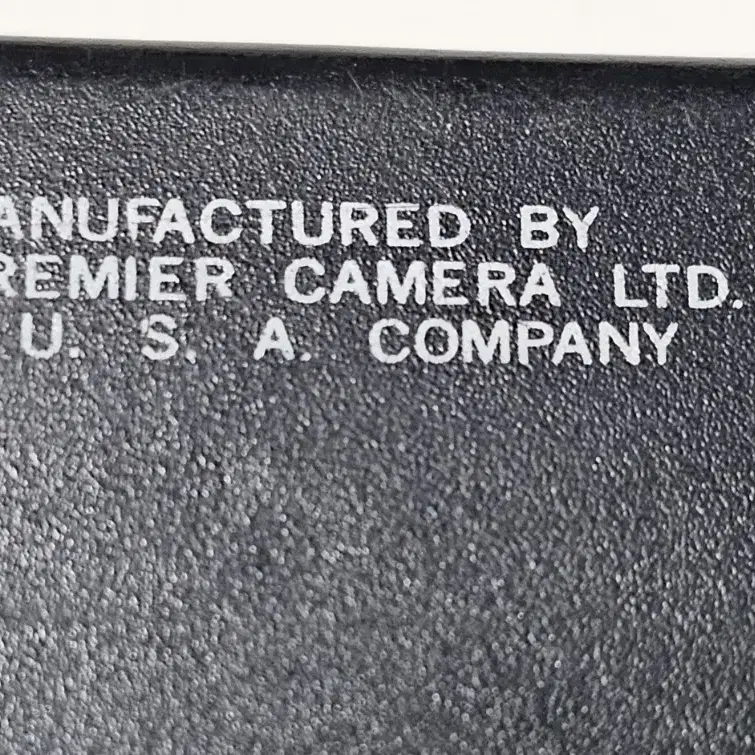 ANUFACTURED BY
REMIER CAMERA LTD.
U. S. A. COMPANY